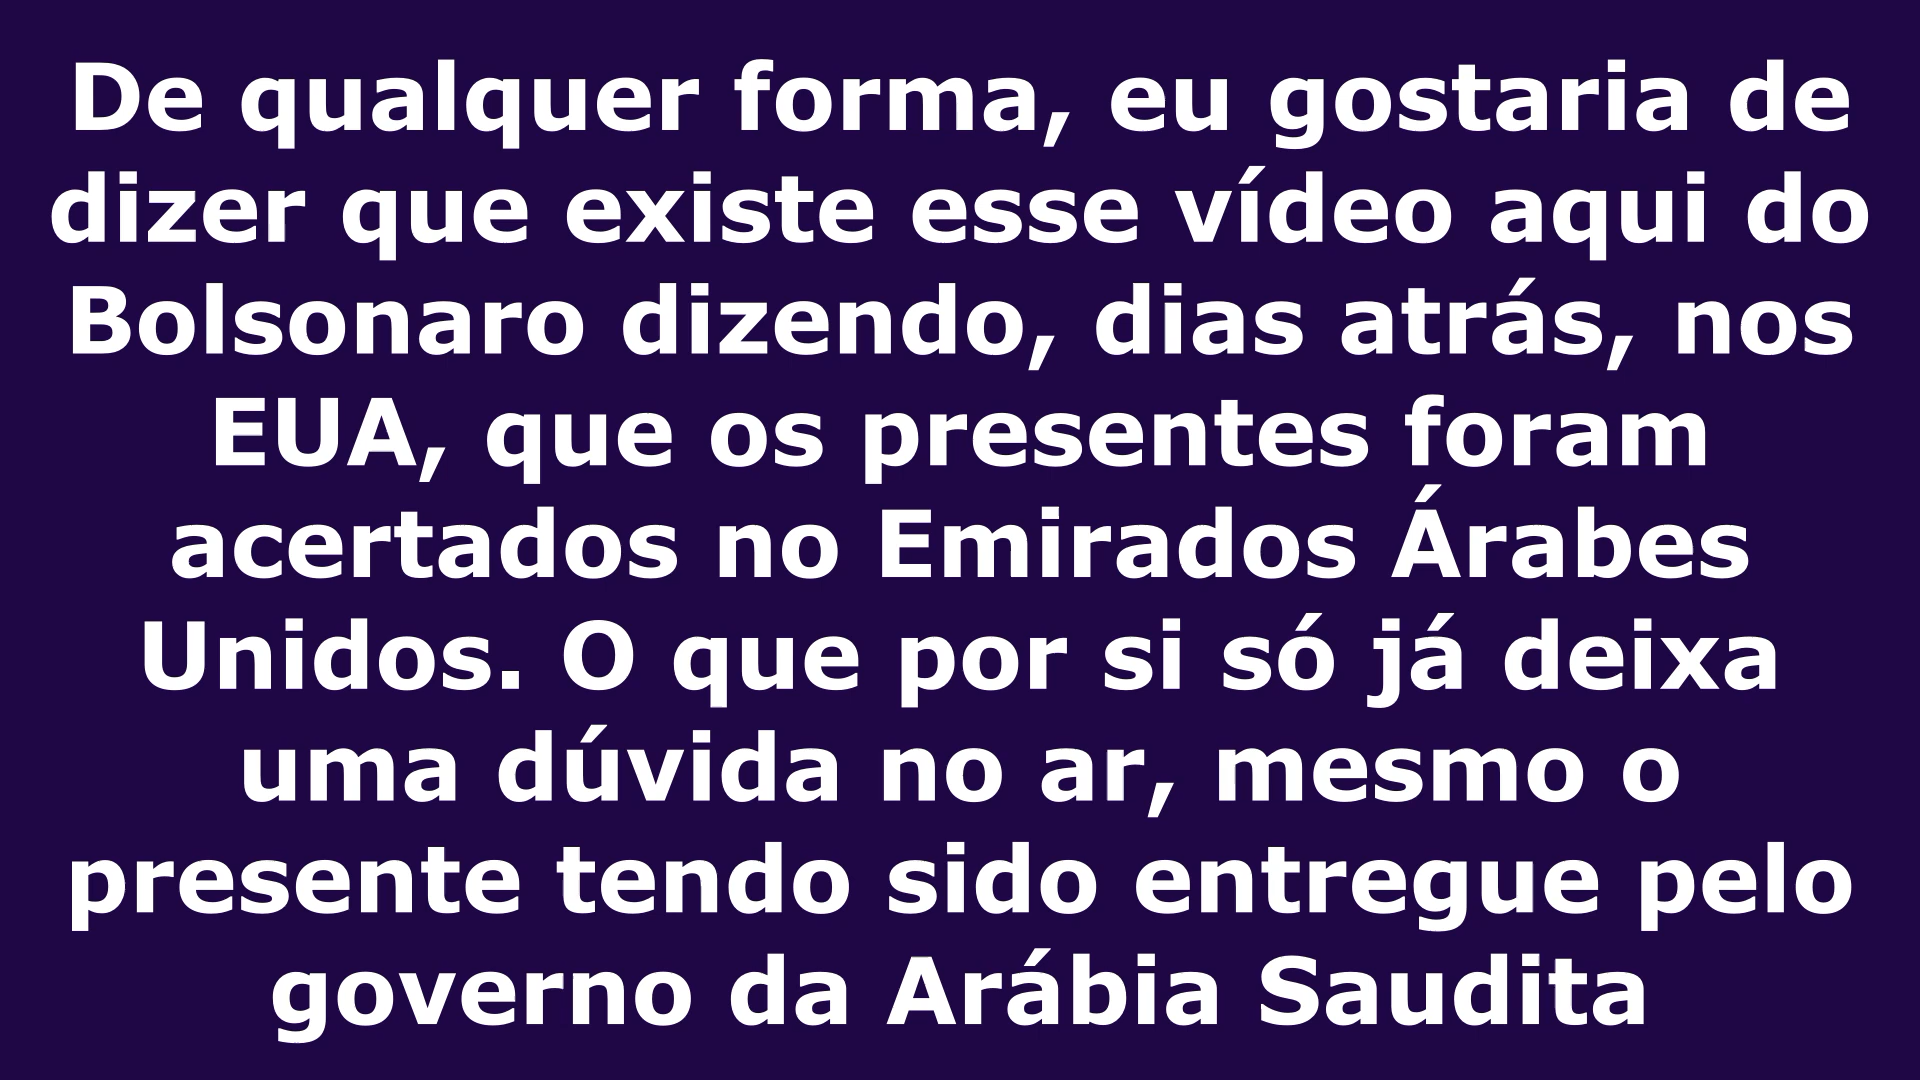 De qualquer forma, eu gostaria de
dizer que existe esse vídeo aqui do
Bolsonaro dizendo, dias atrás, nos
EUA, que os presentes foram
acertados no Emirados Árabes
Unidos. O que por si só já deixa
uma dúvida no ar, mesmo o
presente tendo sido entregue pelo
governo da Arábia Saudita